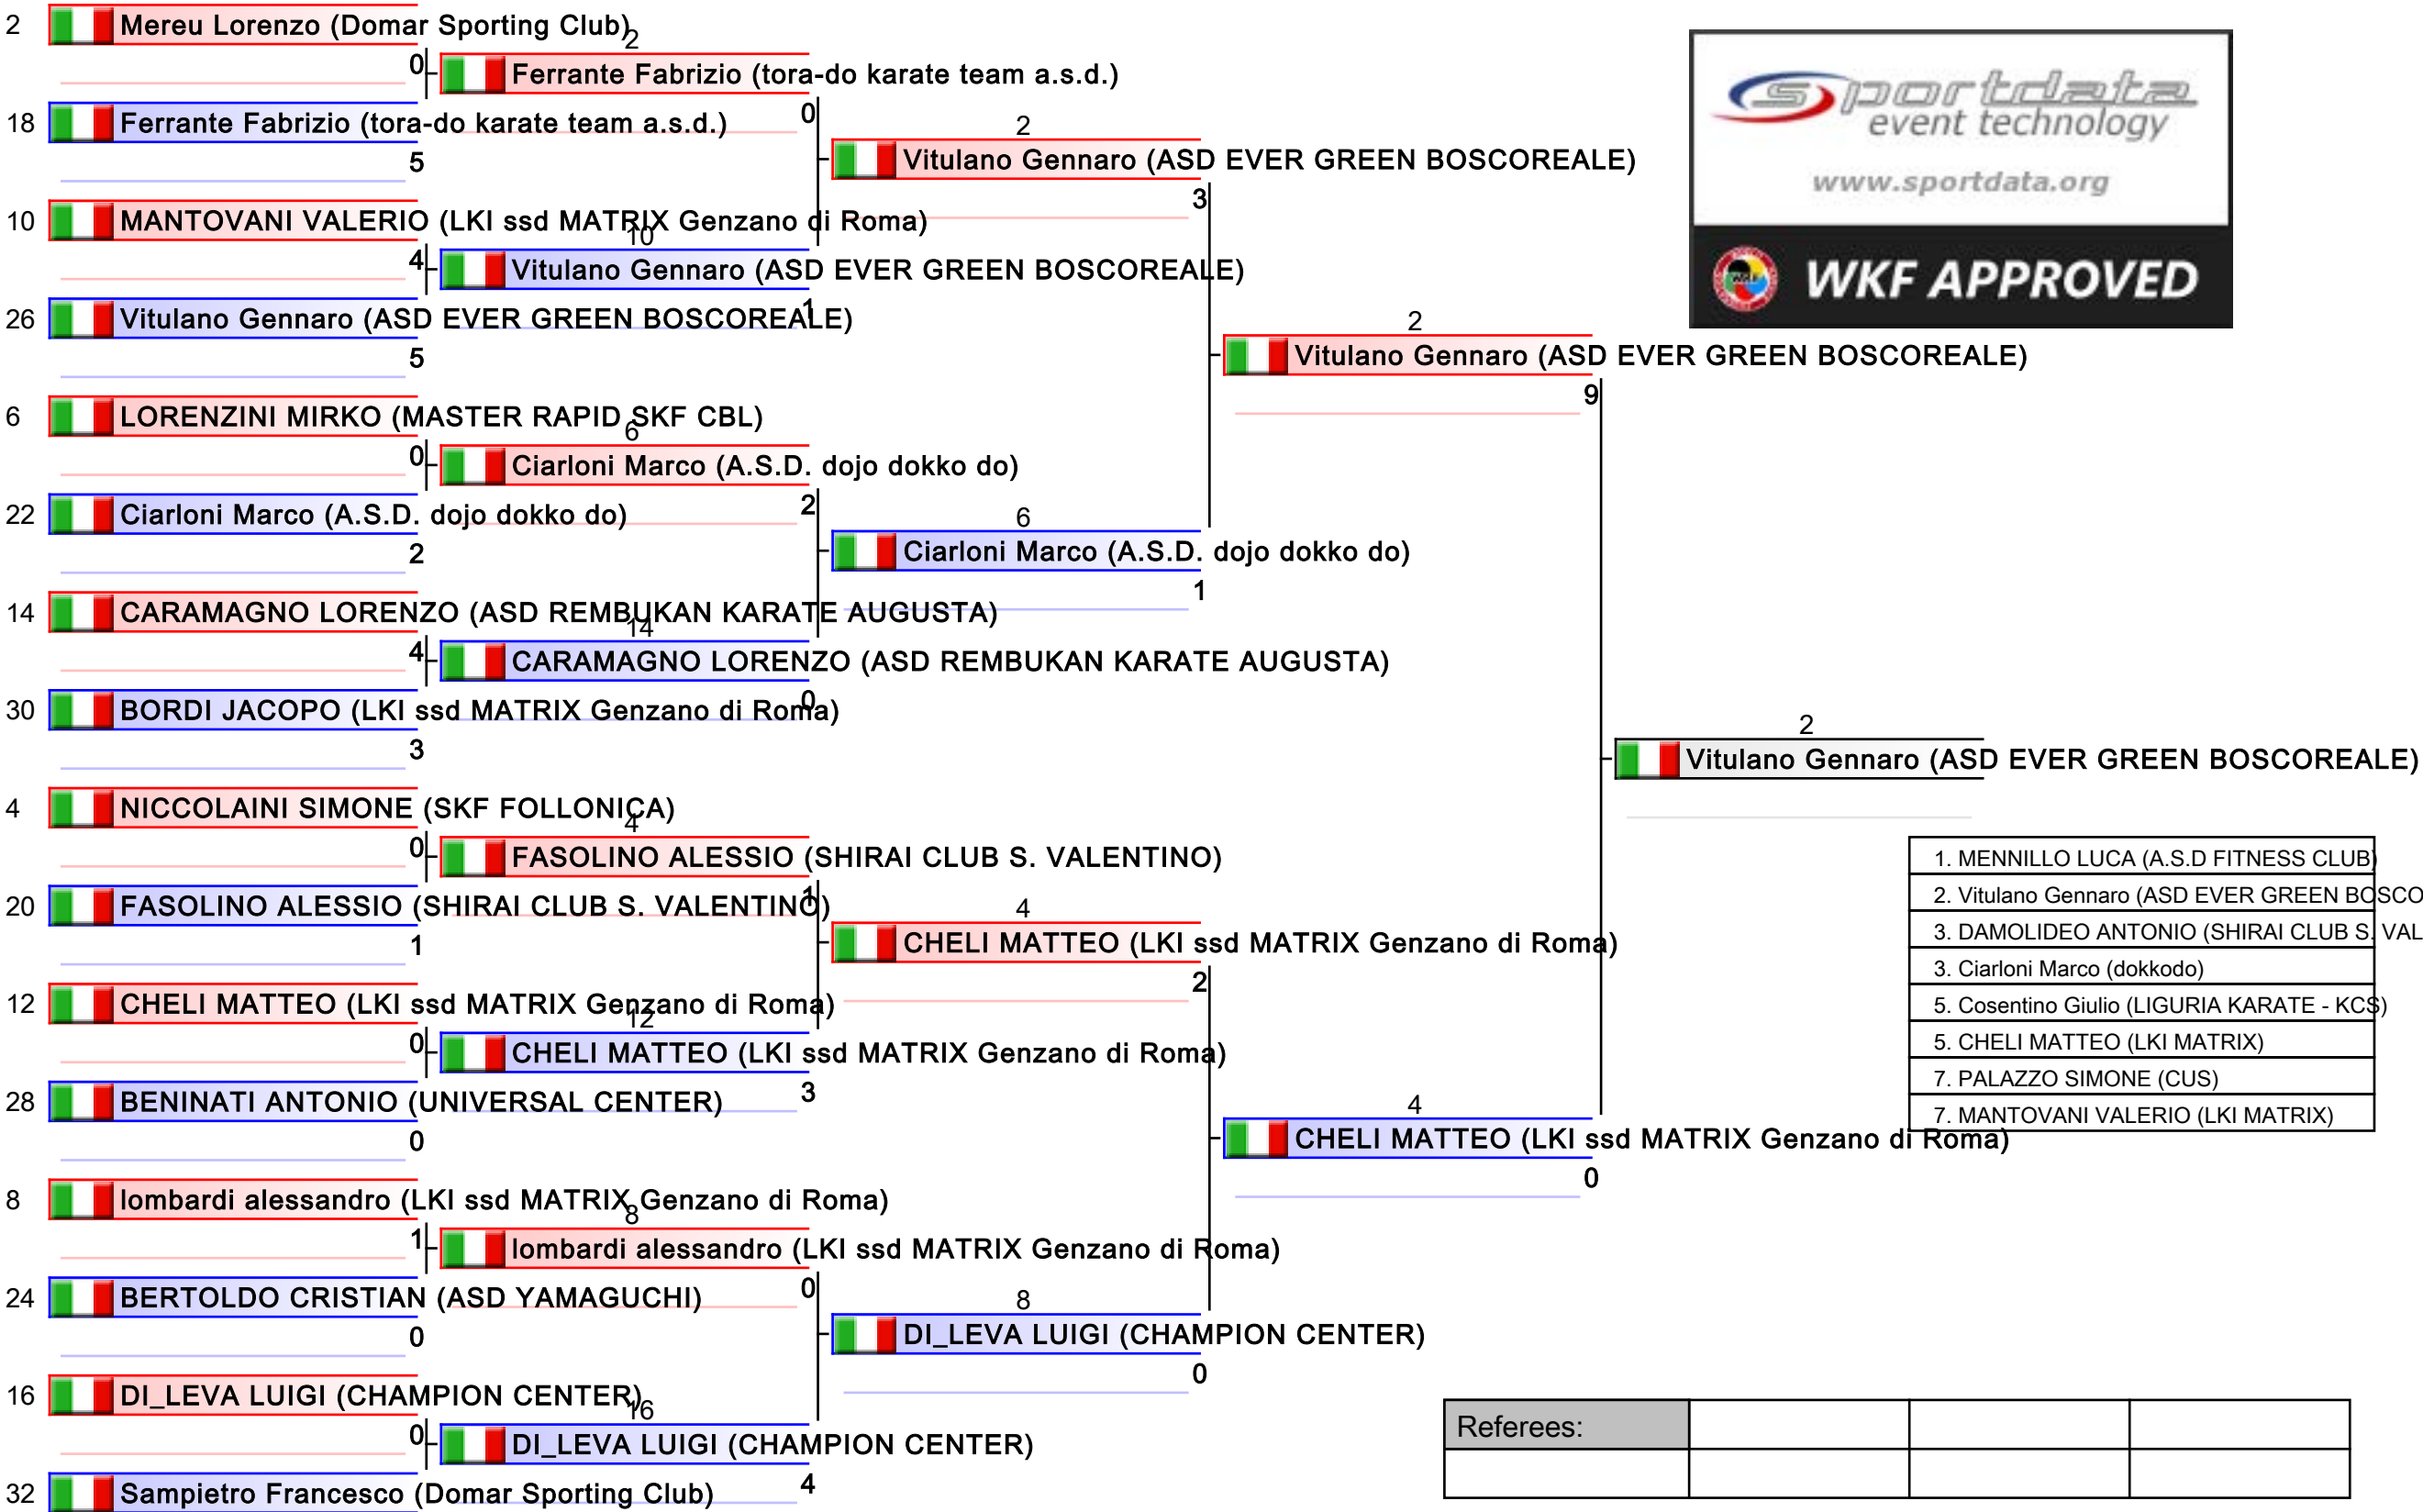 2 Mereu Lorenzo (Domar Sporting Club)
0
18 Ferrante Fabrizio (tora-do karate team a.s.d.)
5
10 MANTOVANI VALERIO (LKI ssd MATRIX Genzano di Roma)
4
26 Vitulano Gennaro (ASD EVER GREEN BOSCOREALE)
5
6 LORENZINI MIRKO (MASTER RAPID SKF CBL)
0
22 Ciarloni Marco (A.S.D. dojo dokko do)
2
14 CARAMAGNO LORENZO (ASD REMBUKAN KARATE AUGUSTA)
4
30 BORDI JACOPO (LKI ssd MATRIX Genzano di Roma)
3
4 NICCOLAINI SIMONE (SKF FOLLONICA)
0
20 FASOLINO ALESSIO (SHIRAI CLUB S. VALENTINO)
1
12 CHELI MATTEO (LKI ssd MATRIX Genzano di Roma)
0
28 BENINATI ANTONIO (UNIVERSAL CENTER)
0
8 lombardi alessandro (LKI ssd MATRIX Genzano di Roma)
1
24 BERTOLDO CRISTIAN (ASD YAMAGUCHI)
0
16 DI_LEVA LUIGI (CHAMPION CENTER)
0
32 Sampietro Francesco (Domar Sporting Club)
2
Ferrante Fabrizio (tora-do karate team a.s.d.)
0
10
Vitulano Gennaro (ASD EVER GREEN BOSCOREALE)
1
6
Ciarloni Marco (A.S.D. dojo dokko do)
2
14
CARAMAGNO LORENZO (ASD REMBUKAN KARATE AUGUSTA)
0
4
FASOLINO ALESSIO (SHIRAI CLUB S. VALENTINO)
1
12
CHELI MATTEO (LKI ssd MATRIX Genzano di Roma)
3
8
lombardi alessandro (LKI ssd MATRIX Genzano di Roma)
0
16
DI_LEVA LUIGI (CHAMPION CENTER)
4
2
Vitulano Gennaro (ASD EVER GREEN BOSCOREALE)
3
6
Ciarloni Marco (A.S.D. dojo dokko do)
1
4
CHELI MATTEO (LKI ssd MATRIX Genzano di Roma)
2
8
DI_LEVA LUIGI (CHAMPION CENTER)
0
2
Vitulano Gennaro (ASD EVER GREEN BOSCOREALE)
9
4
CHELI MATTEO (LKI ssd MATRIX Genzano di Roma)
0
2
Vitulano Gennaro (ASD EVER GREEN BOSCOREALE)
sportdata
event technology
www.sportdata.org
WKF APPROVED
1. MENNILLO LUCA (A.S.D FITNESS CLUB)
2. Vitulano Gennaro (ASD EVER GREEN BOSCO
3. DAMOLIDEO ANTONIO (SHIRAI CLUB S. VAL
3. Ciarloni Marco (dokkodo)
5. Cosentino Giulio (LIGURIA KARATE - KCS)
5. CHELI MATTEO (LKI MATRIX)
7. PALAZZO SIMONE (CUS)
7. MANTOVANI VALERIO (LKI MATRIX)
Referees: